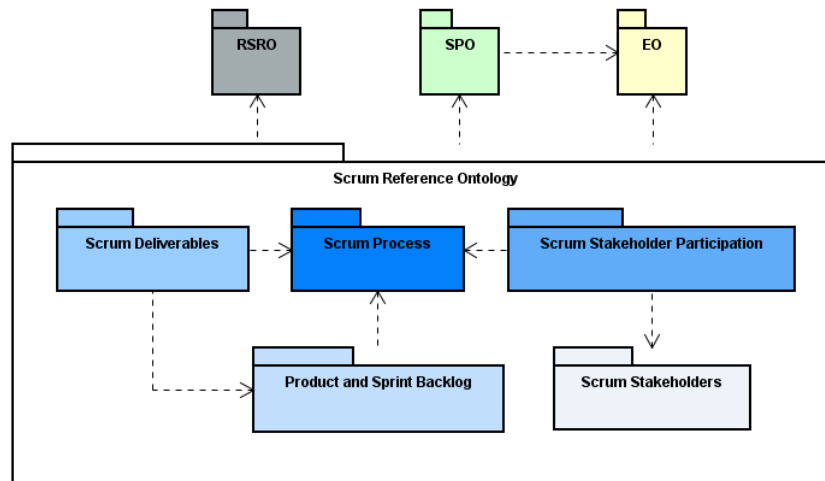 RSRO
SPO
EO
Scrum Reference Ontology
Scrum Deliverables
Scrum Process
Scrum Stakeholder Participation
Product and Sprint Backlog
Scrum Stakeholders